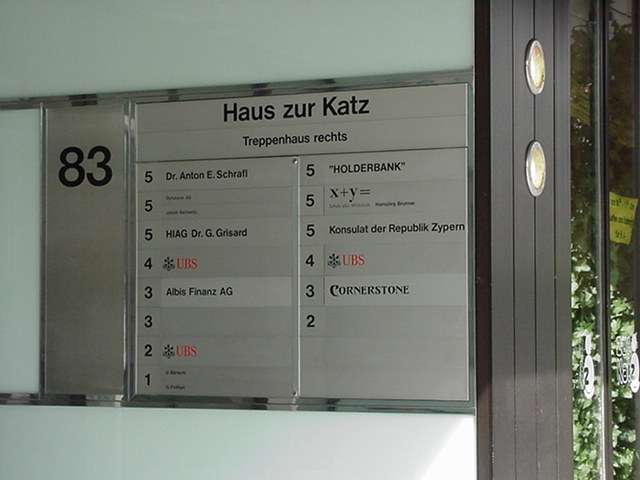 83
Haus zur Katz
Treppenhaus rechts
5 Dr. Anton E. Schrafl
5
5 HIAG Dr. G. Grisard
4 UBS
3 Albis Finanz AG
3
2 UBS
1
5 "HOLDERBANK"
5 x+y=
5 Konsulat der Republik Zypern
4 UBS
3 CORNERSTONE
2